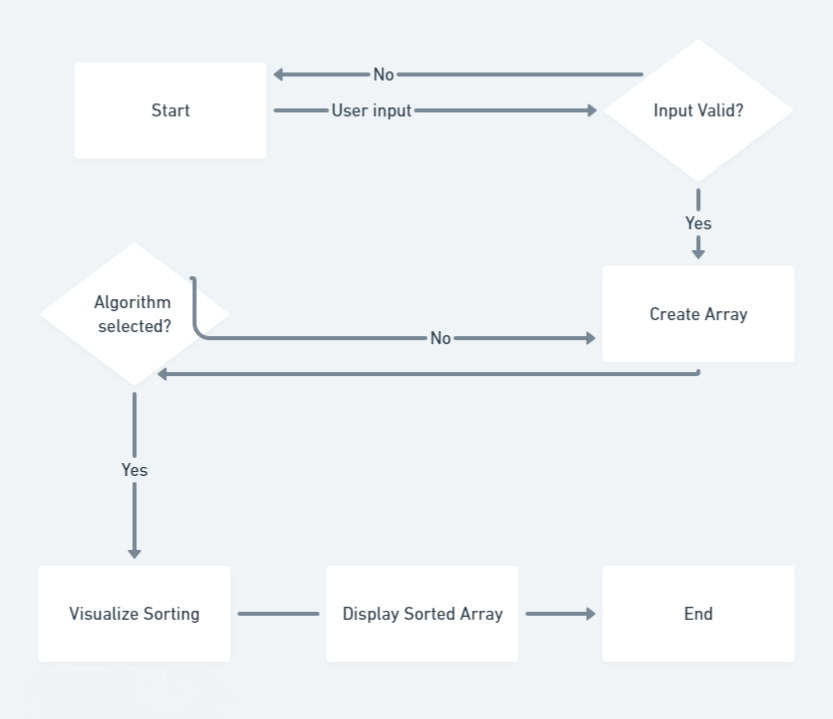 No
Start
User input
Input Valid?
Yes
Algorithm
selected?
Create Array
No
Yes
Visualize Sorting
Display Sorted Array
End